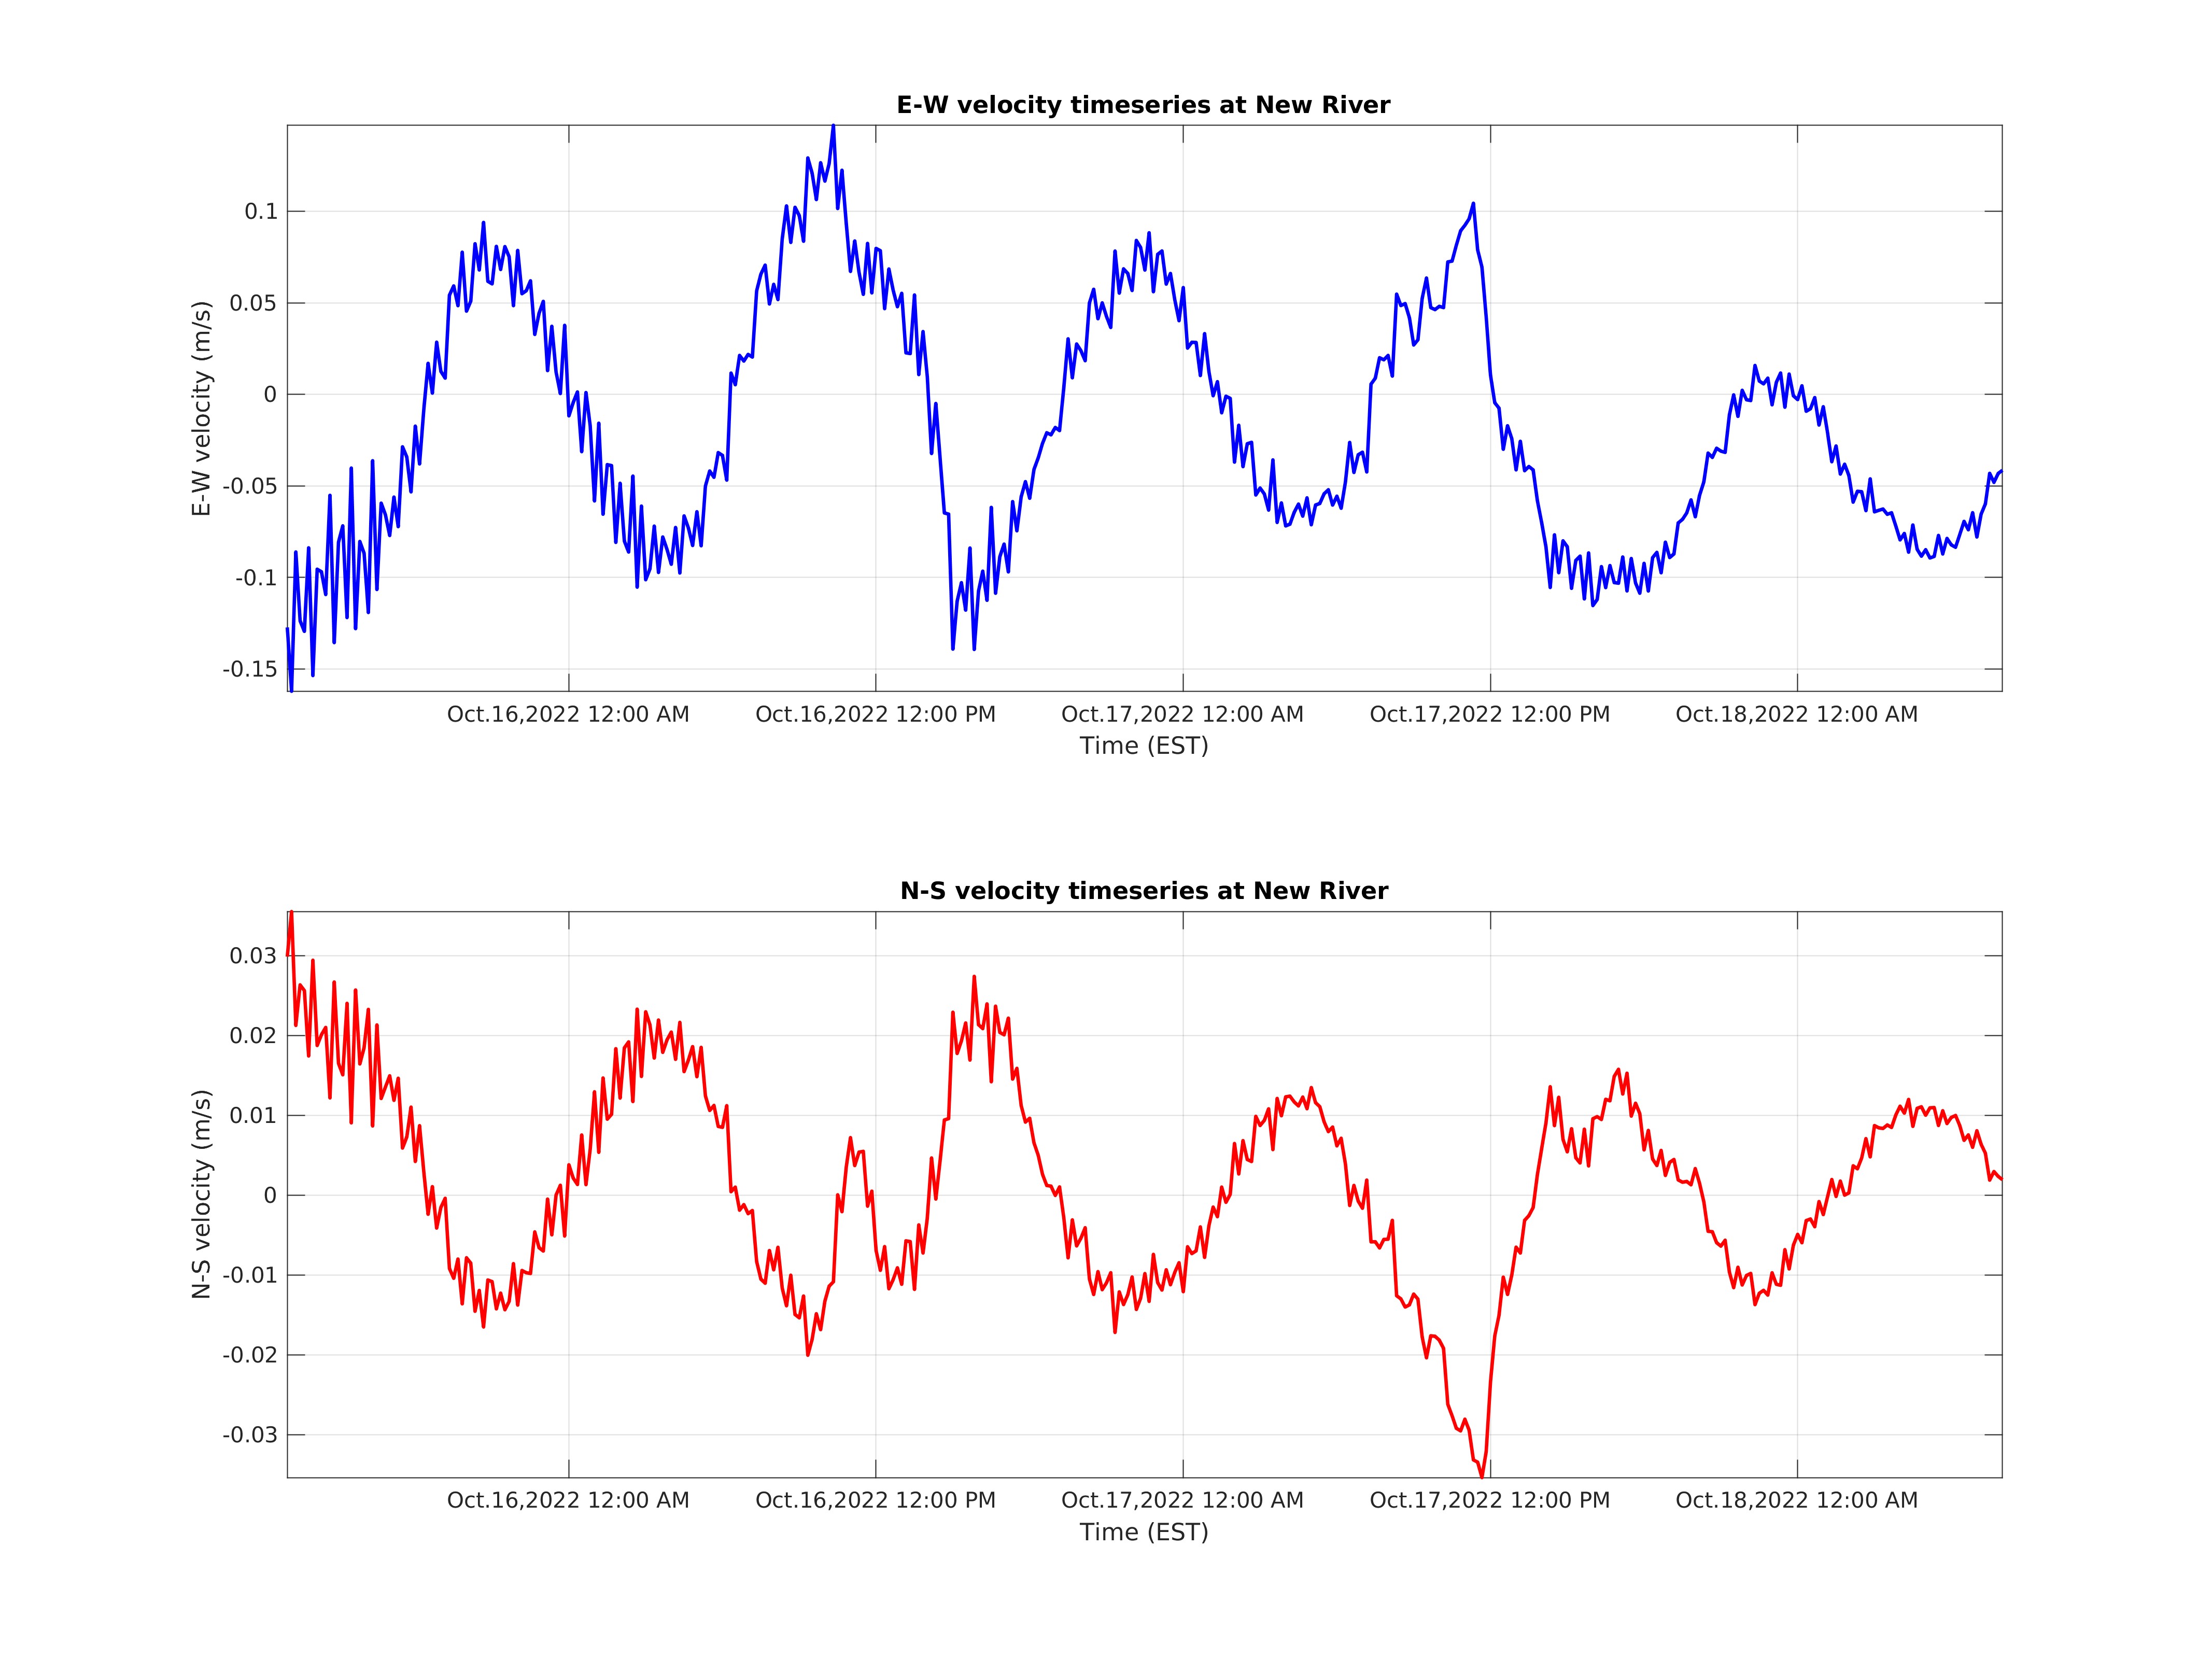 E-W velocity timeseries at New River
E-W velocity (m/s)
0.1
0.05
0
-0.05
-0.1
-0.15
Oct.16,2022 12:00 AM Oct.16,2022 12:00 PM Oct.17,2022 12:00 AM Oct.17,2022 12:00 PM Oct.18,2022 12:00 AM
Time (EST)
N-S velocity timeseries at New River
N-S velocity (m/s)
0.03
0.02
0.01
0
-0.01
-0.02
-0.03
Oct.16,2022 12:00 AM Oct.16,2022 12:00 PM Oct.17,2022 12:00 AM Oct.17,2022 12:00 PM Oct.18,2022 12:00 AM
Time (EST)